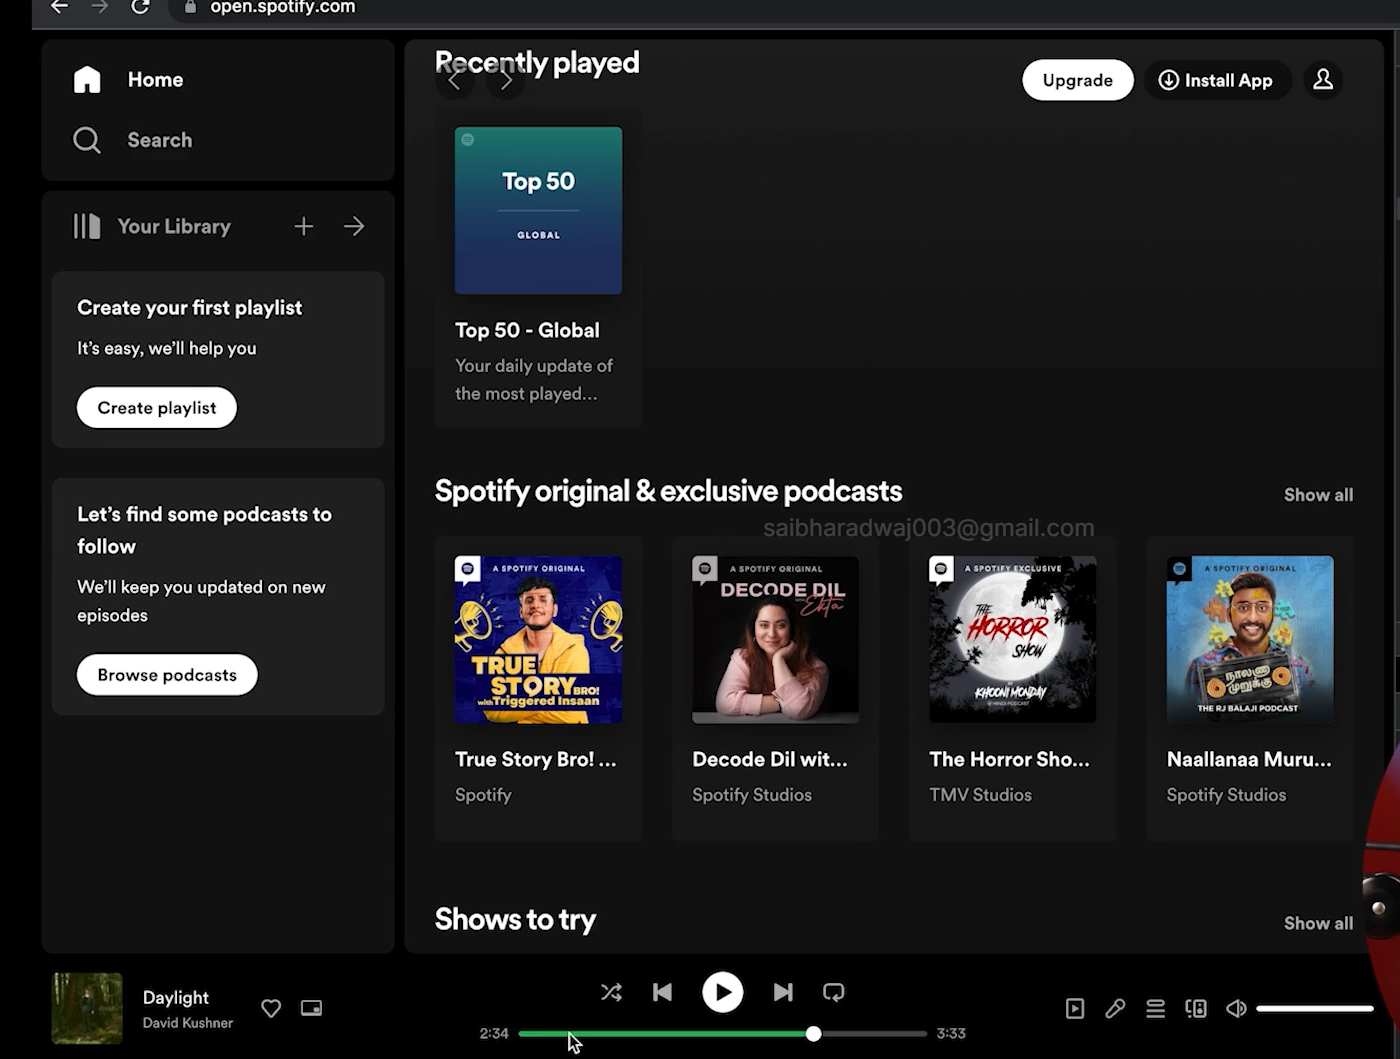 open.spotify.com
Home
Search
Your Library
Create your first playlist
It's easy, we'll help you
Create playlist
Let's find some podcasts to
follow
We'll keep you updated on new
episodes
Browse podcasts
Recently played
Upgrade
Install App
Top 50
GLOBAL
Top 50 - Global
Your daily update of
the most played...
Spotify original & exclusive podcasts
Show all
saibharadwaj003@gmail.com
A SPOTIFY ORIGINAL
TRUE
STORY BRO!
with Triggered Insaan
True Story Bro! ...
Spotify
A SPOTIFY ORIGINAL
DECODE DIL
with Ekta
Decode Dil wit...
Spotify Studios
A SPOTIFY EXCLUSIVE
THE
HORROR
SHOW
BY
KHOONI MONDAY
A HINDI PODCAST
The Horror Sho...
TMV Studios
A SPOTIFY ORIGINAL
நாலணா
முறுக்கு
THE RJ BALAJI PODCAST
Naallanaa Muru...
Spotify Studios
Shows to try
Show all
Daylight
David Kushner
2:34
3:33